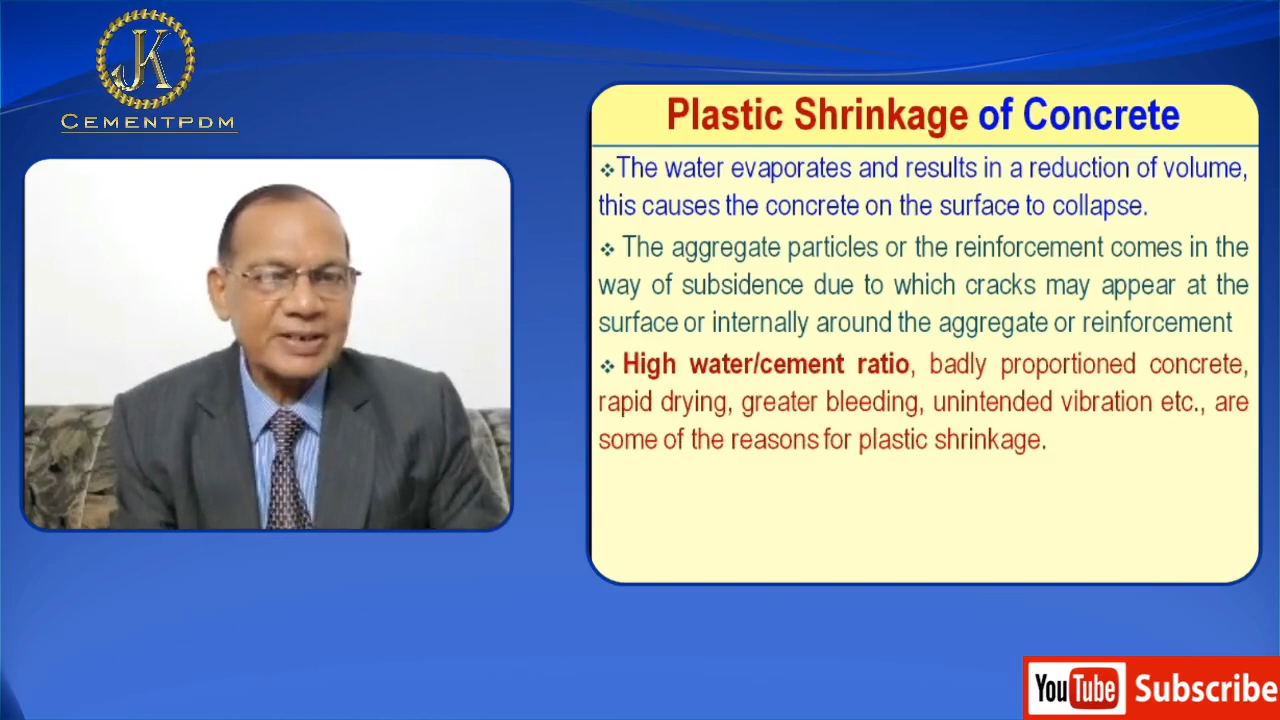 JK
CEMENTPDM
Plastic Shrinkage of Concrete
❖The water evaporates and results in a reduction of volume,
this causes the concrete on the surface to collapse.
❖ The aggregate particles or the reinforcement comes in the
way of subsidence due to which cracks may appear at the
surface or internally around the aggregate or reinforcement
❖ High water/cement ratio, badly proportioned concrete,
rapid drying, greater bleeding, unintended vibration etc., are
some of the reasons for plastic shrinkage.
YouTube Subscribe